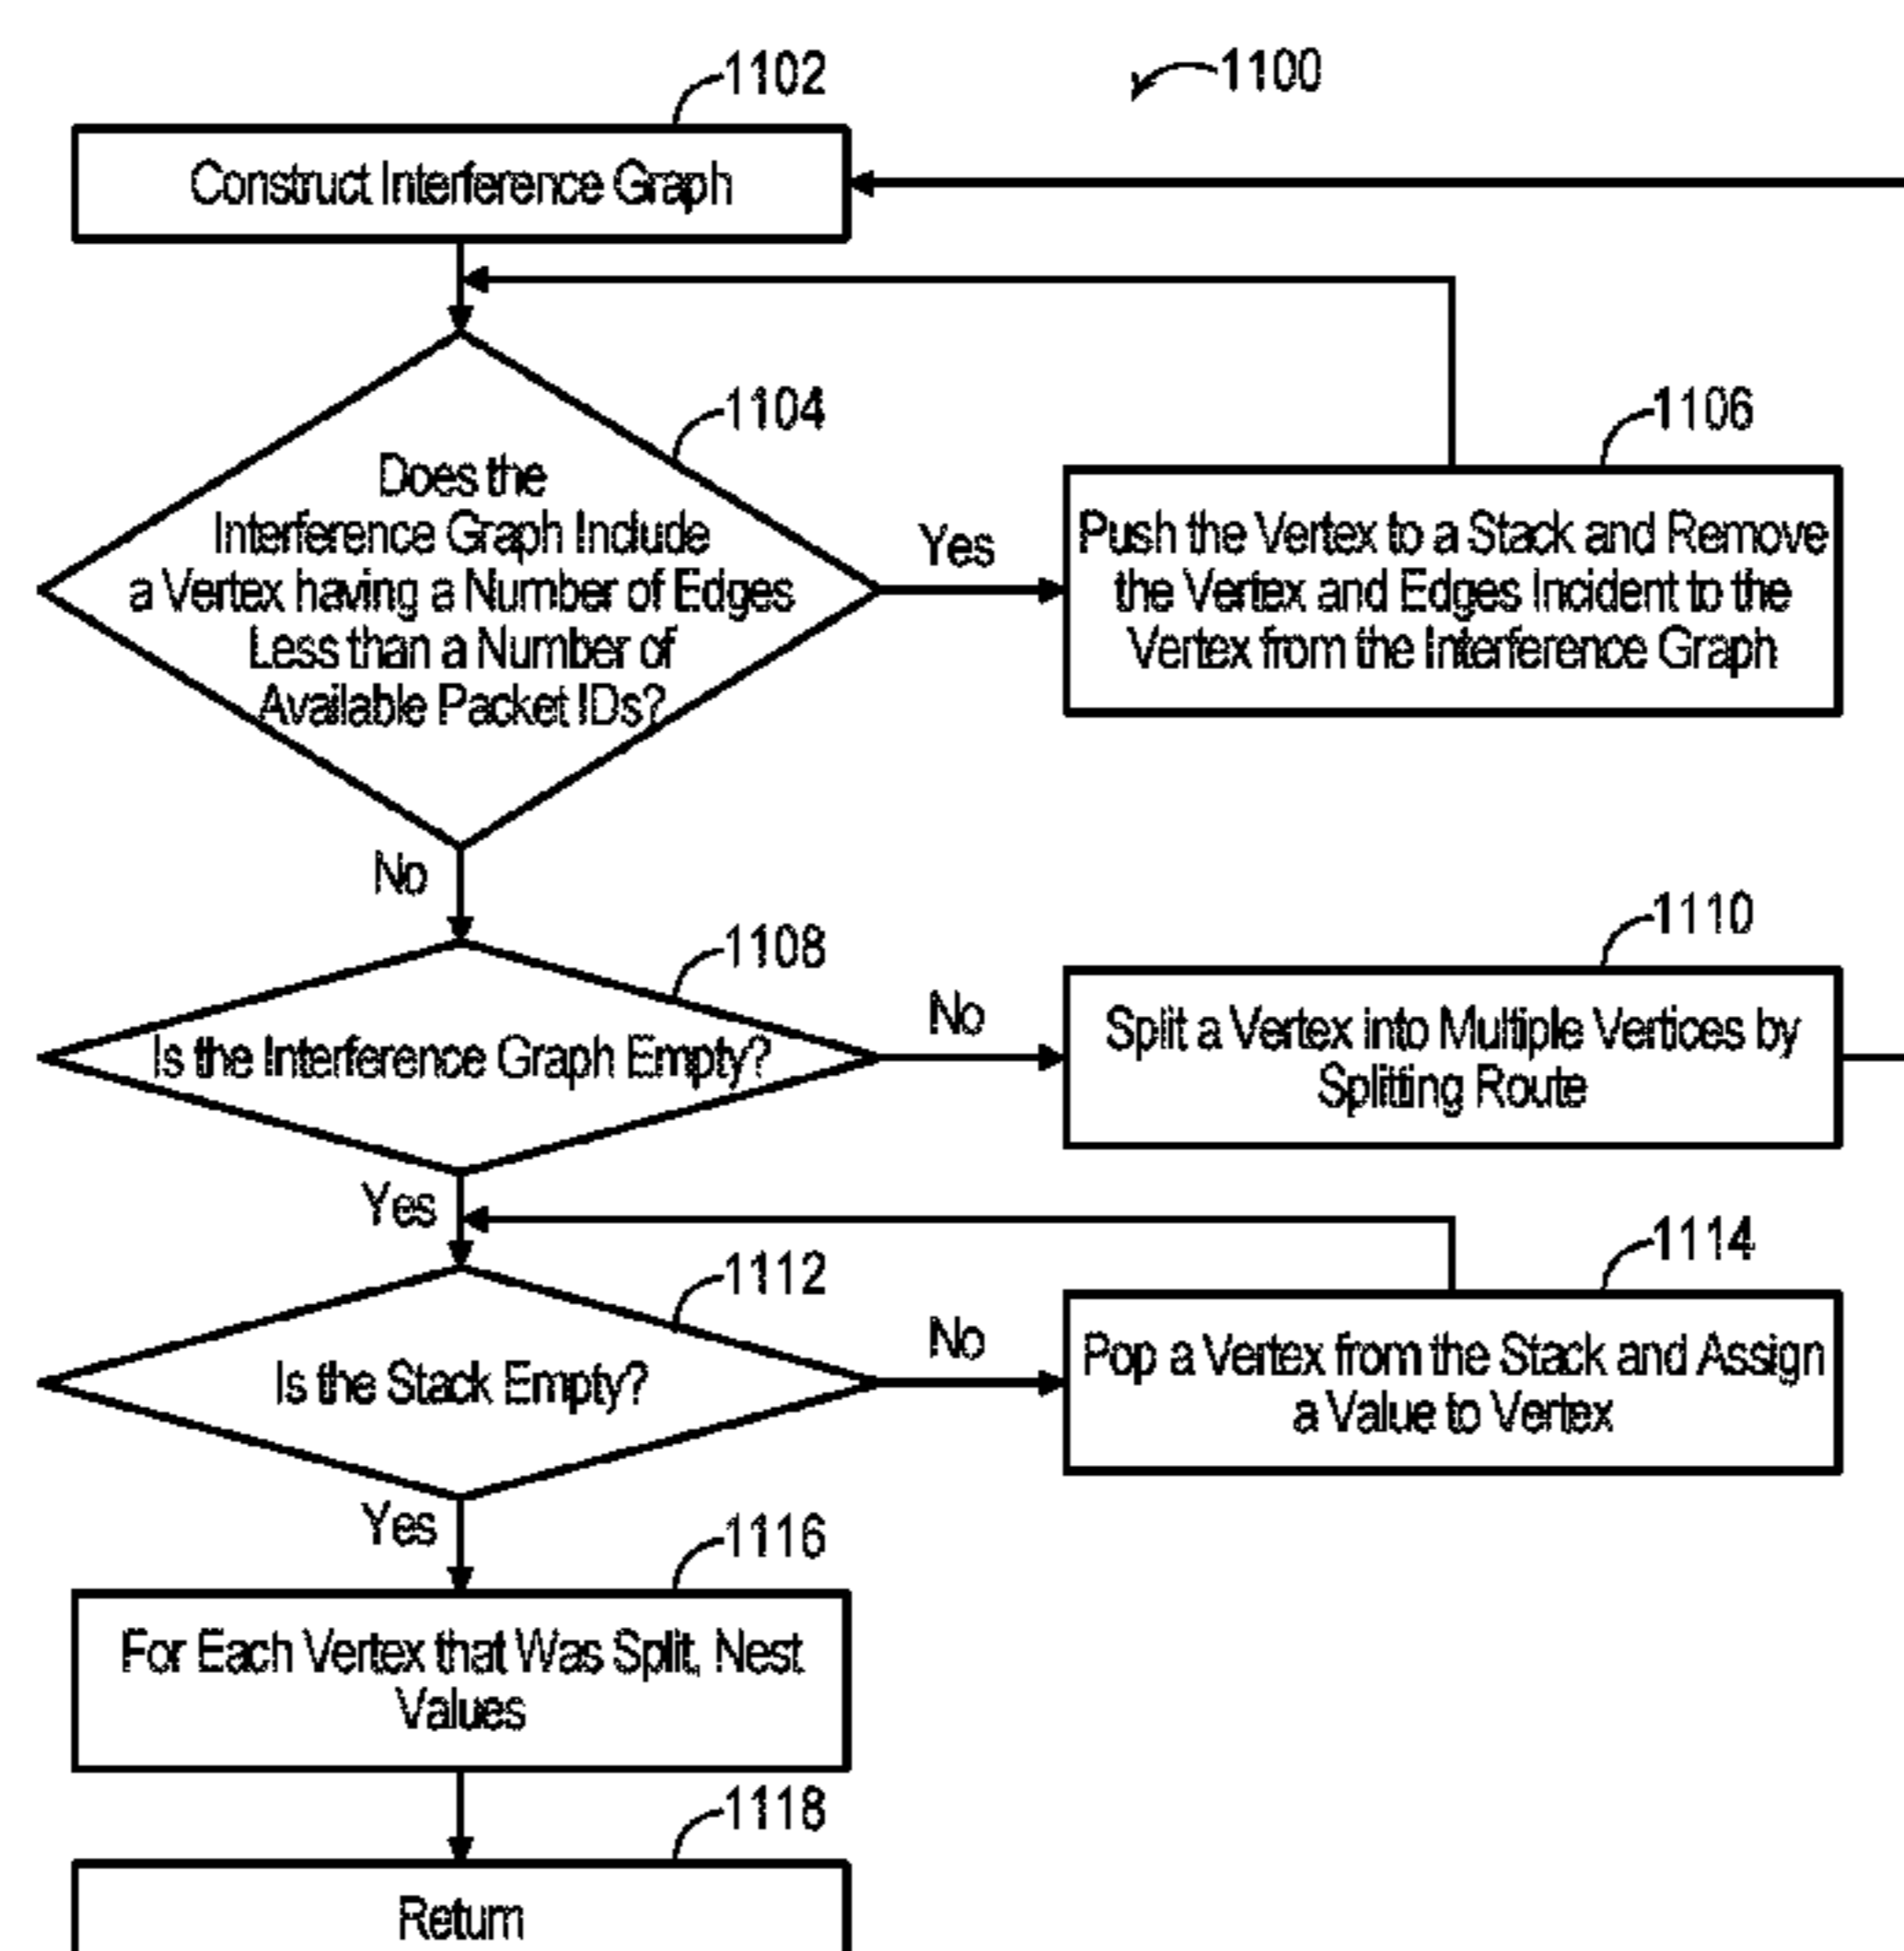 1102
1100
Construct Interference Graph
1104
Does the
Interference Graph Include
a Vertex having a Number of Edges
Less than a Number of
Available Packet IDs?
Yes
1106
Push the Vertex to a Stack and Remove
the Vertex and Edges Incident to the
Vertex from the Interference Graph
No
1108
Is the Interference Graph Empty?
No
1110
Split a Vertex into Multiple Vertices by
Splitting Route
Yes
1112
Is the Stack Empty?
No
1114
Pop a Vertex from the Stack and Assign
a Value to Vertex
Yes
1116
For Each Vertex that Was Split, Nest
Values
1118
Return